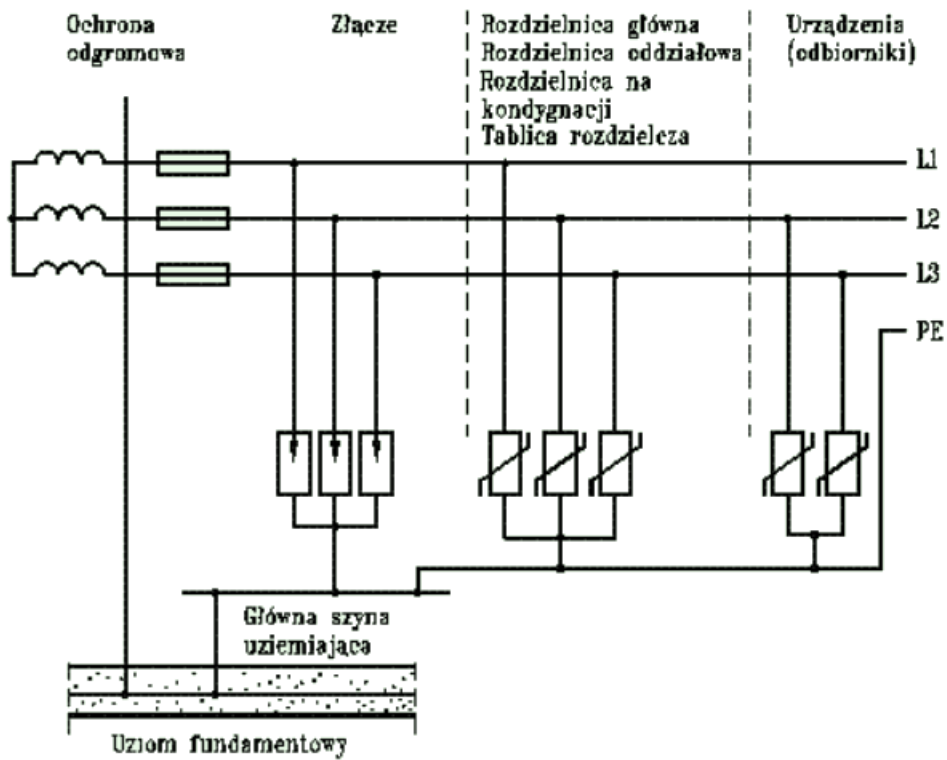 Ochrona
odgromowa
Złącze
Rozdzielnica główna
Rozdzielnica oddziałowa
Rozdzielnica na
kondygnacji
Tablica rozdzielcza
Urządzenia
(odbiorniki)
L1
L2
L3
PE
Główna szyna
uziemiająca
Uziom fundamentowy